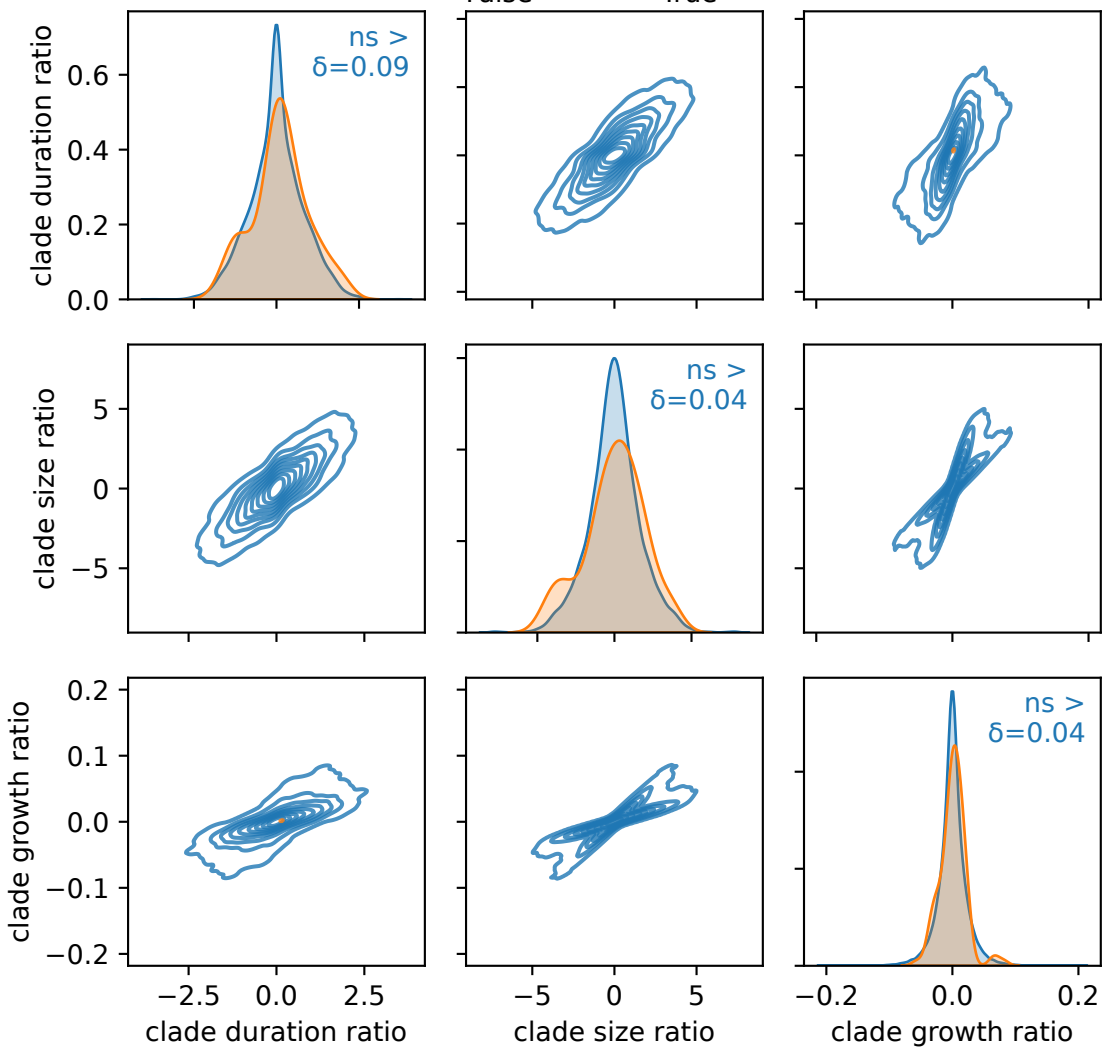 False True
clade duration ratio
0.6
0.4
0.2
0.0
ns >
δ=0.09
clade size ratio
5
0
−5
ns >
δ=0.04
clade growth ratio
0.2
0.1
0.0
−0.1
−0.2
ns >
δ=0.04
−2.5 0.0 2.5
−5 0 5
−0.2 0.0 0.2
clade duration ratio
clade size ratio
clade growth ratio